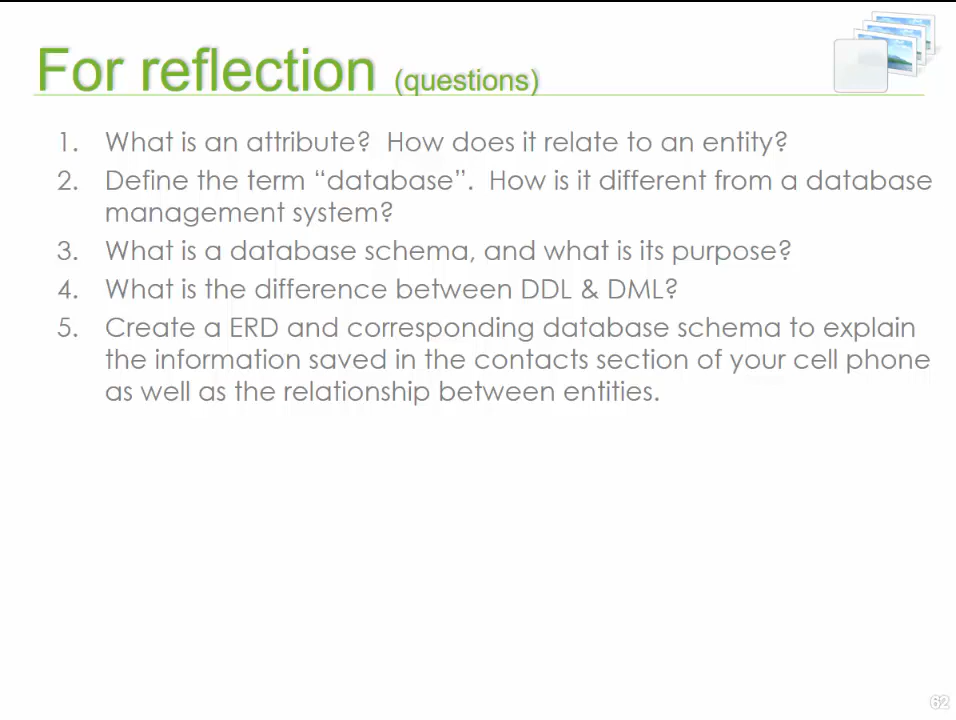 For reflection (questions)
1. What is an attribute? How does it relate to an entity?
2. Define the term “database”. How is it different from a database
management system?
3. What is a database schema, and what is its purpose?
4. What is the difference between DDL & DML?
5. Create a ERD and corresponding database schema to explain
the information saved in the contacts section of your cell phone
as well as the relationship between entities.
62